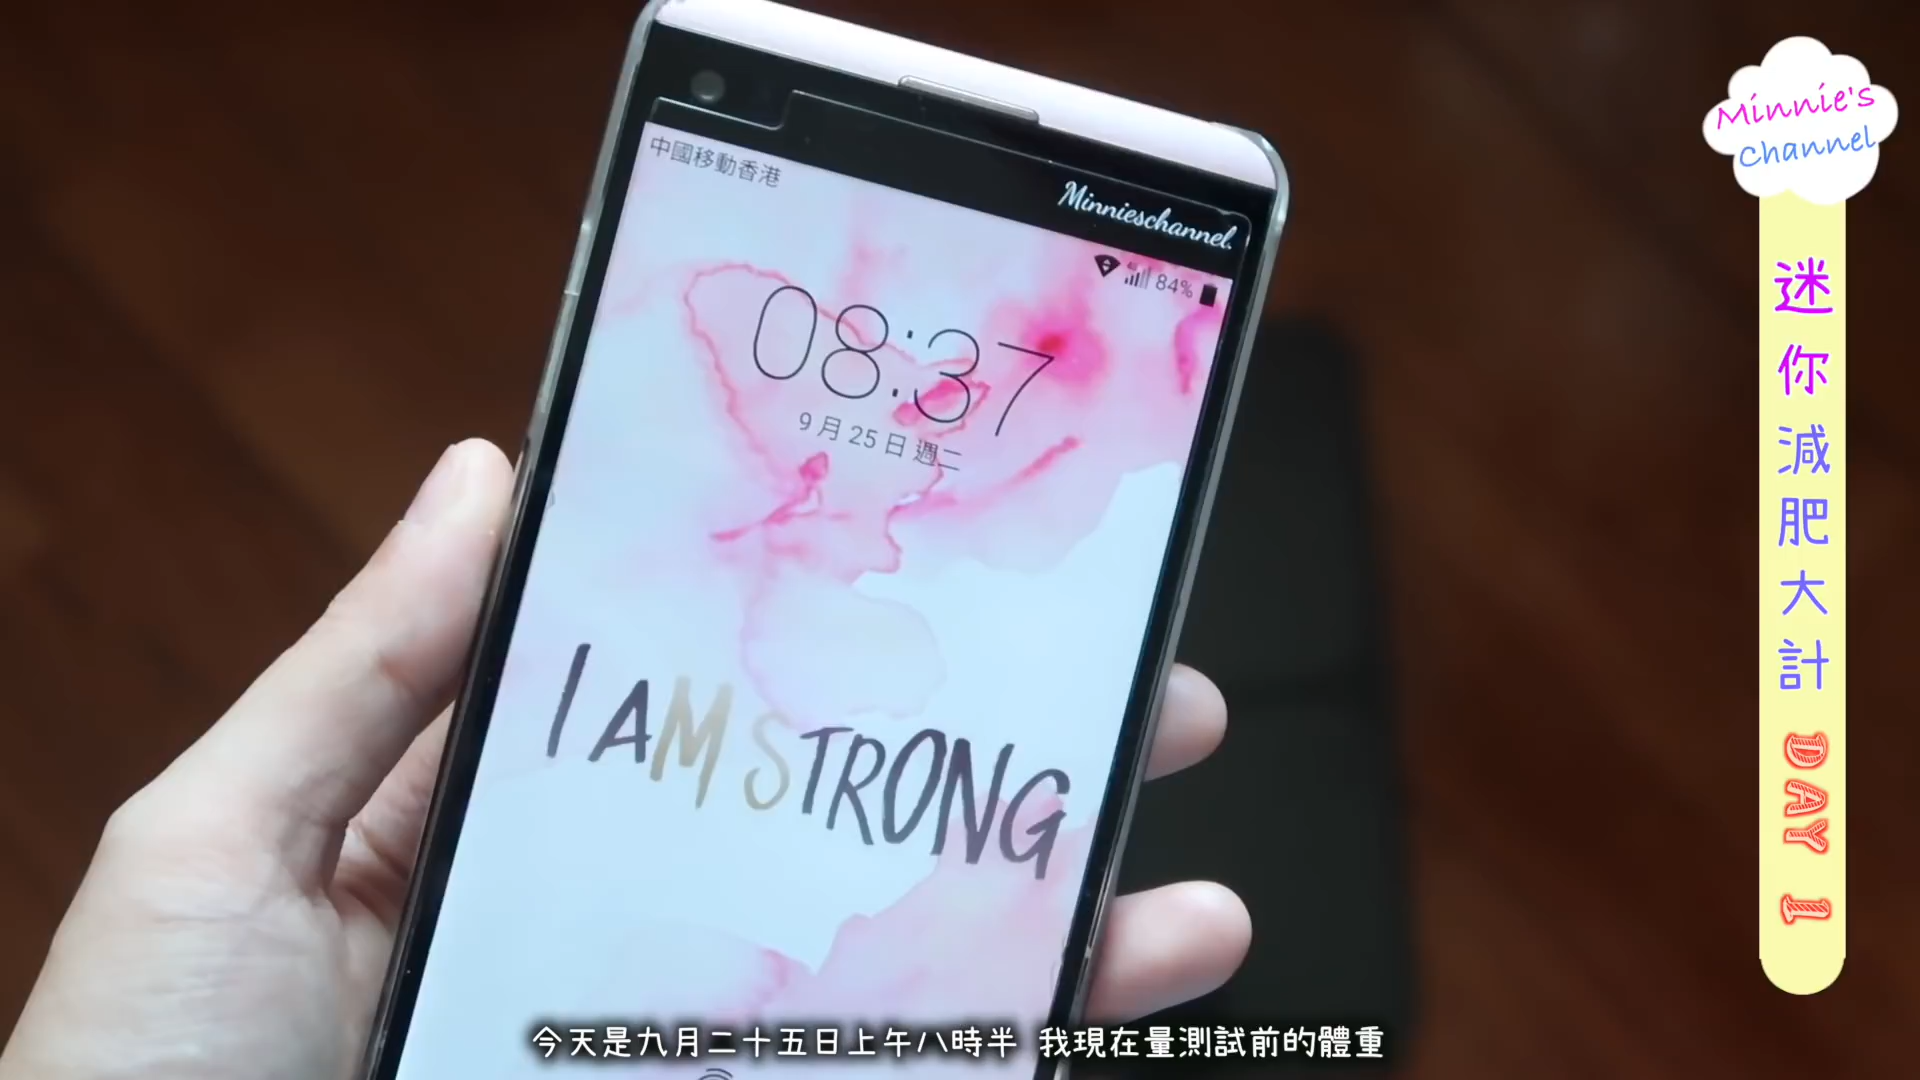 中國移動香港
Minnieschannel.
84%
08:37
9月25日 週二
I AM STRONG
Minnie's
channel
迷你減肥大計 DAY 1
今天是九月二十五日上午八時半 我現在量測試前的體重